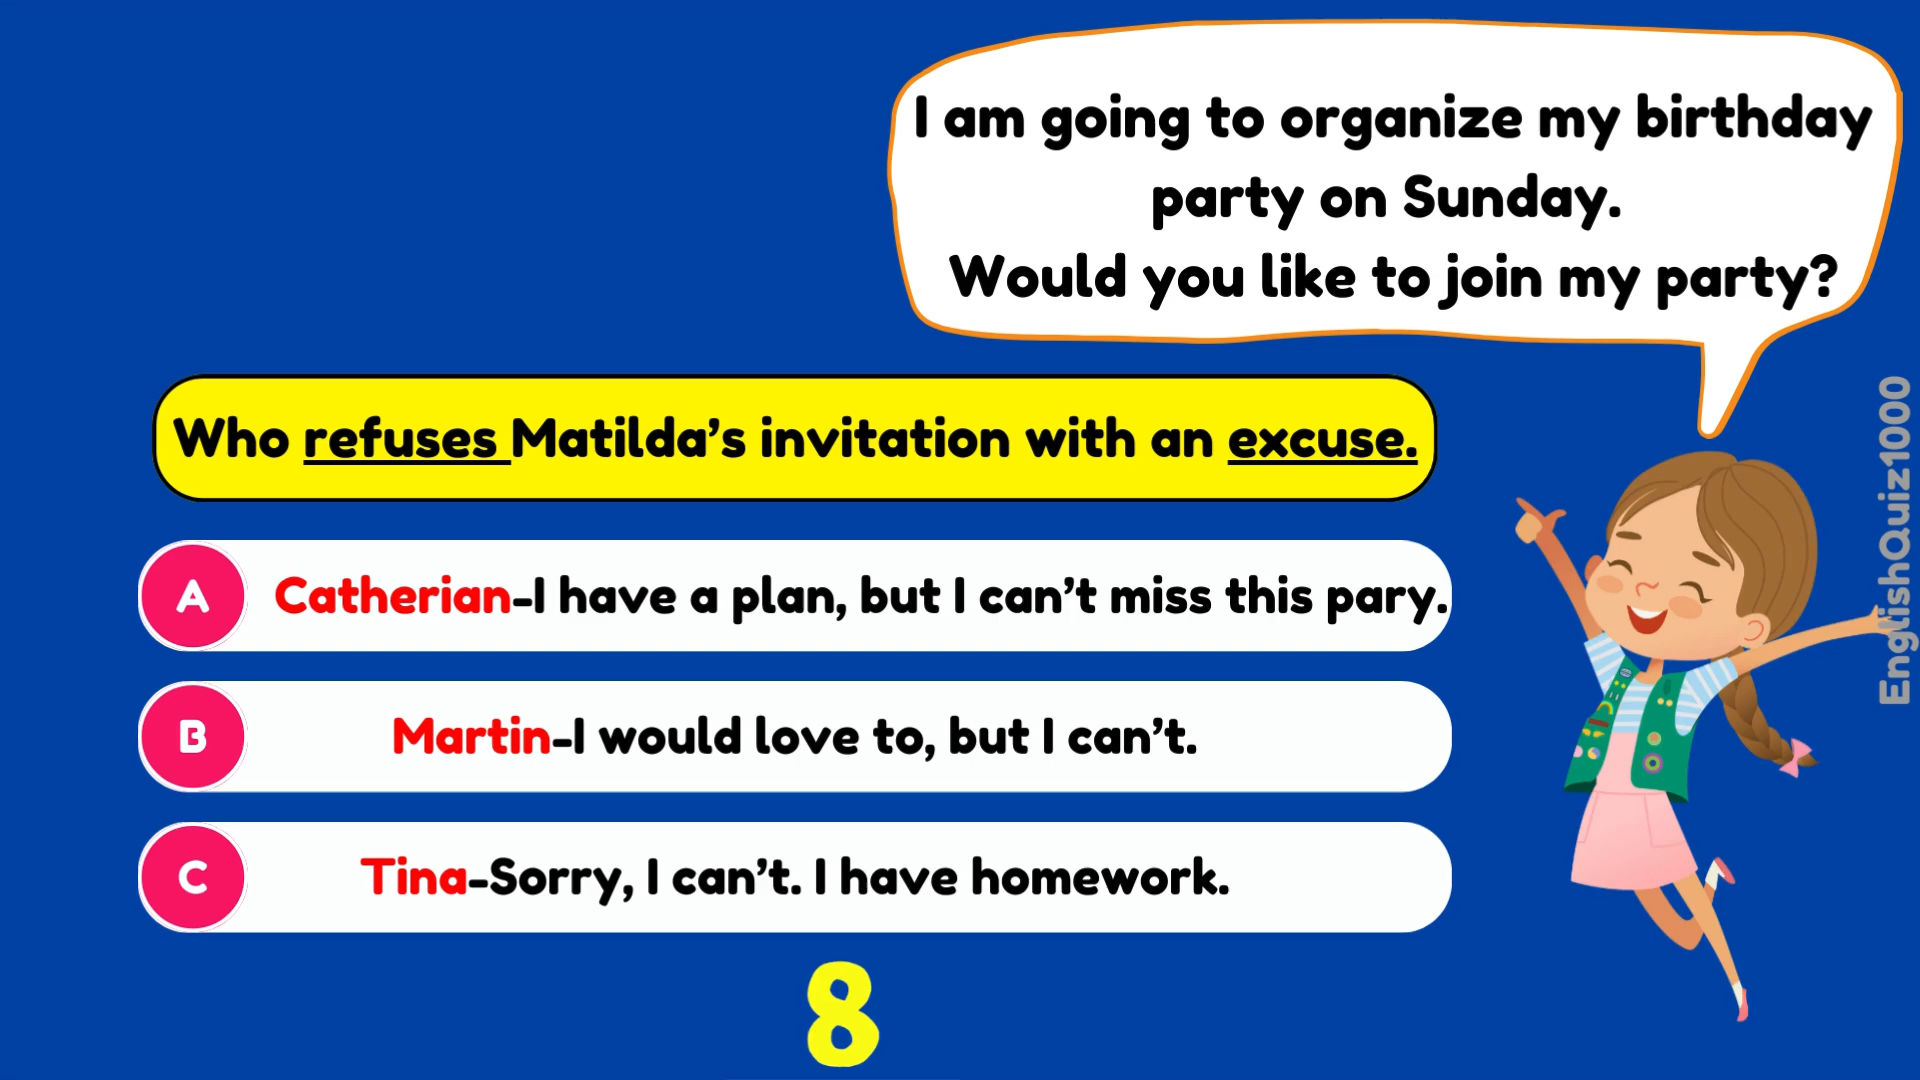 I am going to organize my birthday
party on Sunday.
Would you like to join my party?
Who refuses Matilda's invitation with an excuse.
A Catherian-I have a plan, but I can't miss this pary.
B Martin-I would love to, but I can't.
C Tina-Sorry, I can't. I have homework.
8
EnglishQuiz1000